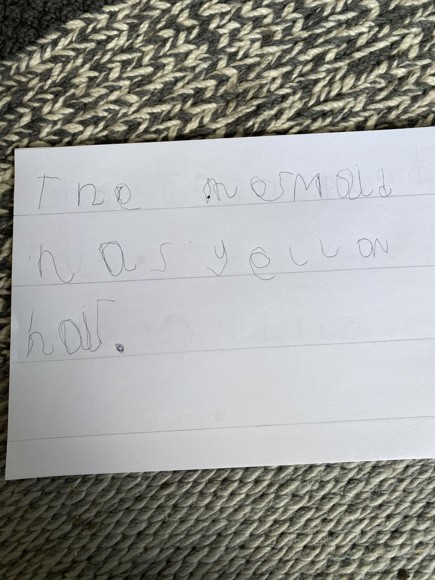 The mermaid
has yellow
hair.